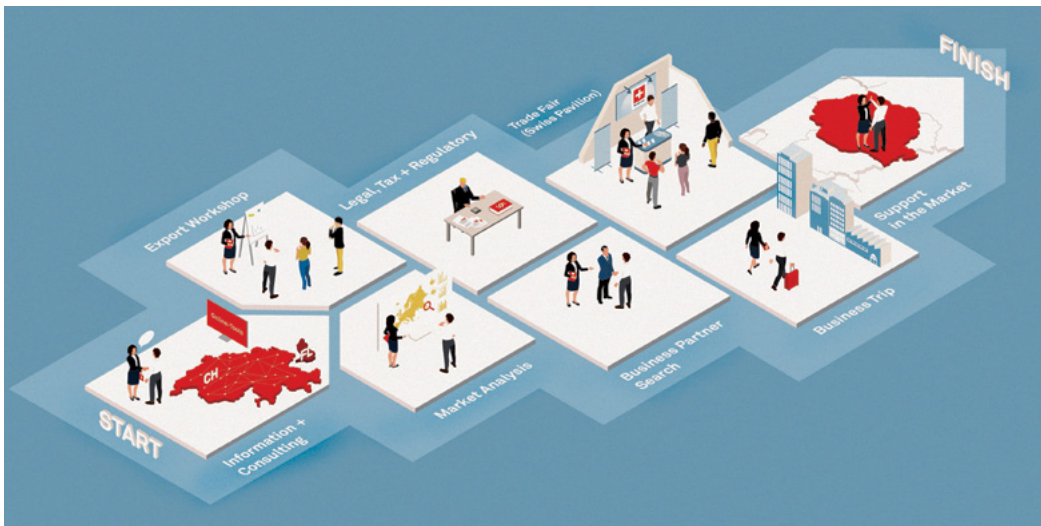 FINISH
Trade Fair
(Swiss Pavilion)
Legal, Tax + Regulatory
Export Workshop
Support
in the Market
Business Trip
Business Partner
Search
Market Analysis
CH
FL
START
Information +
Consulting